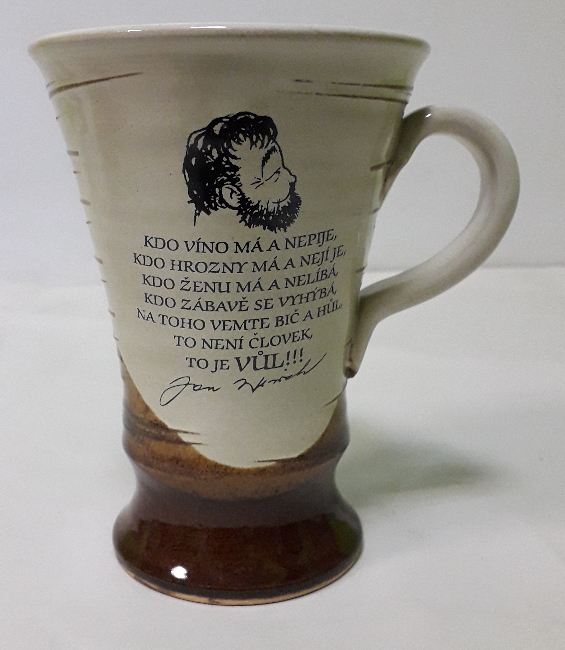 KDO VÍNO MÁ A NEPIJE,
KDO HROZNY MÁ A NEJÍ JE,
KDO ŽENU MÁ A NELÍBÁ,
KDO ZÁBAVĚ SE VYHÝBÁ,
NA TOHO VEMTE BIČ A HŮL,
TO NENÍ ČLOVEK,
TO JE VŮL!!!
Jan